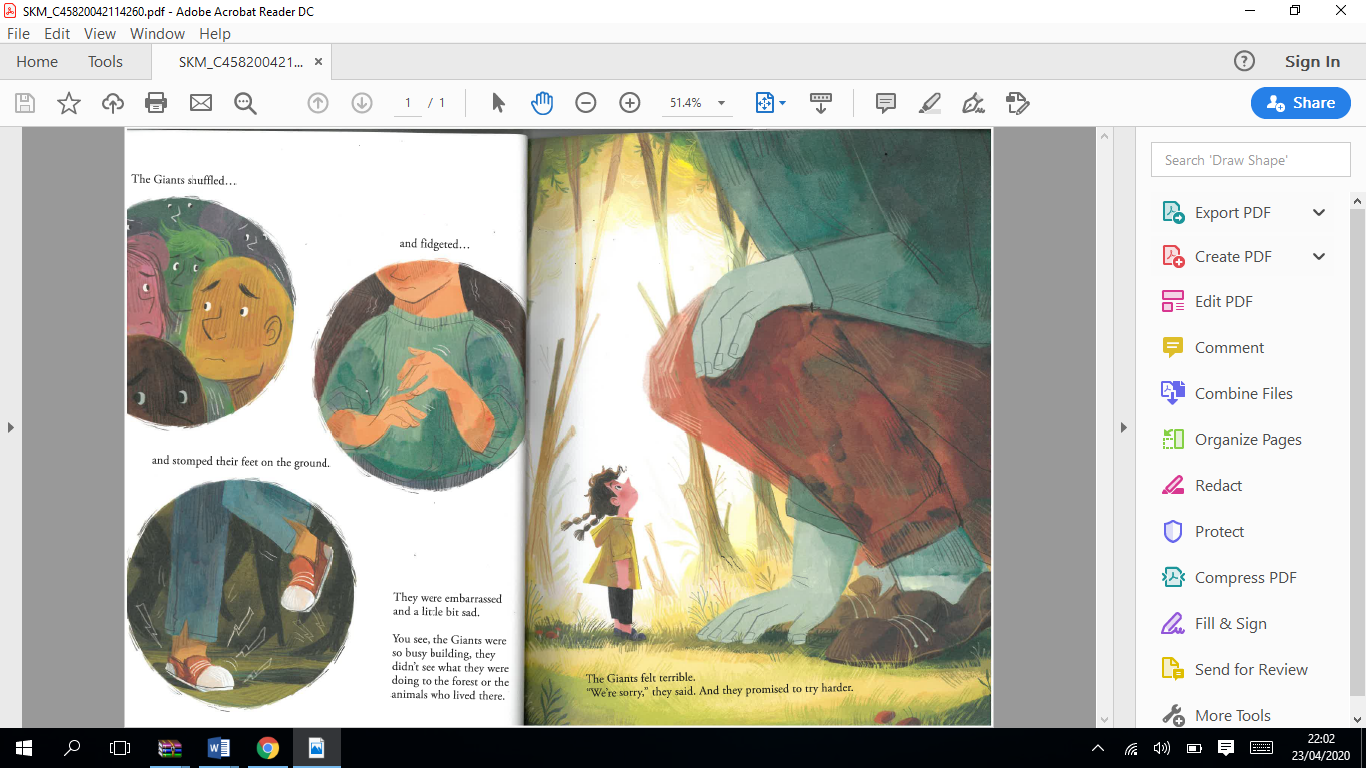 SKM_C45820042114260.pdf - Adobe Acrobat Reader DC
File Edit View Window Help
Home Tools SKM_C458200421... × Sign In
1 / 1 51.4% Share
The Giants shuffled...
and fidgeted...
and stomped their feet on the ground.
They were embarrassed
and a little bit sad.
You see, the Giants were
so busy building, they
didn't see what they were
doing to the forest or the
animals who lived there.
The Giants felt terrible.
"We're sorry," they said. And they promised to try harder.
Search 'Draw Shape'
Export PDF
Create PDF
Edit PDF
Comment
Combine Files
Organize Pages
Redact
Protect
Compress PDF
Fill & Sign
Send for Review
More Tools
22:02
23/04/2020